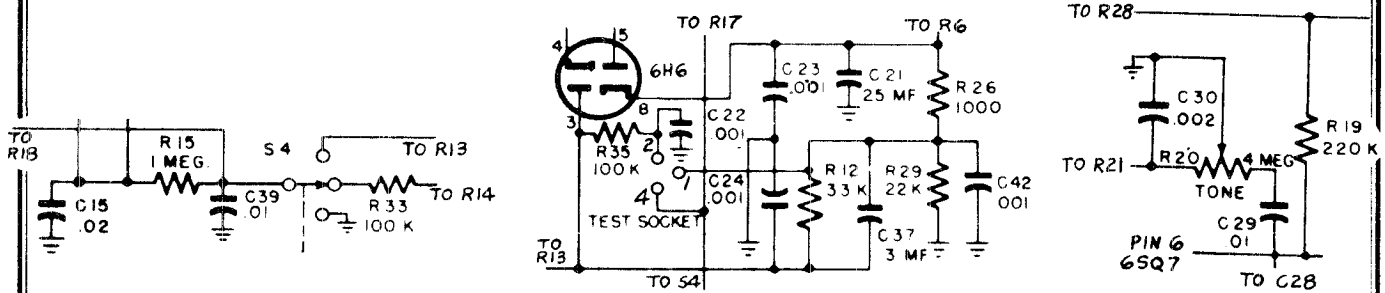 TO R18
R15
1 MEG.
C15
.02
C39
.01
S4
TO R13
TO R14
R33
100 K
4
5
6H6
3
8
R35
100 K
2
1
4
TEST SOCKET
TO R13
TO R17
TO S4
C22
.001
C23
.001
C24
.001
C21
25 MF
TO R6
R26
1000
R12
33 K
R29
22 K
C37
3 MF
C42
001
TO R28
C30
.002
TO R21
R20
4 MEG
TONE
C29
01
R19
220 K
PIN 6
6SQ7
TO C28